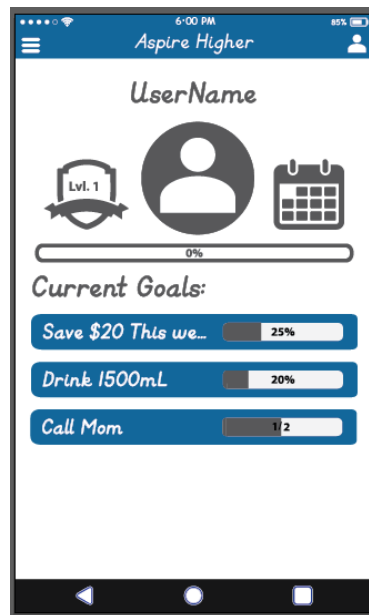 6:00 PM 85%
Aspire Higher
UserName
Lvl. 1
0%
Current Goals:
Save $20 This we... 25%
Drink 1500mL 20%
Call Mom 1/2